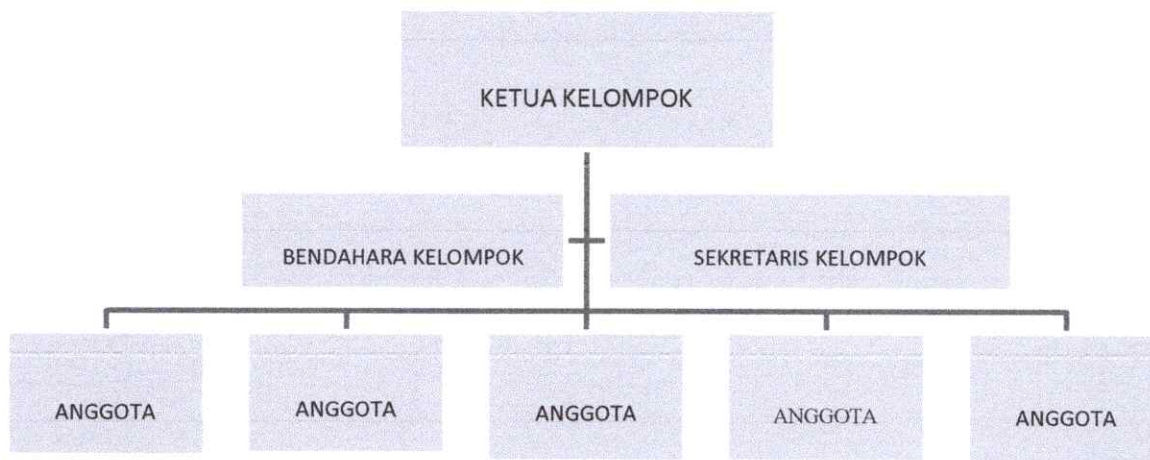 KETUA KELOMPOK
BENDAHARA KELOMPOK
SEKRETARIS KELOMPOK
ANGGOTA
ANGGOTA
ANGGOTA
ANGGOTA
ANGGOTA